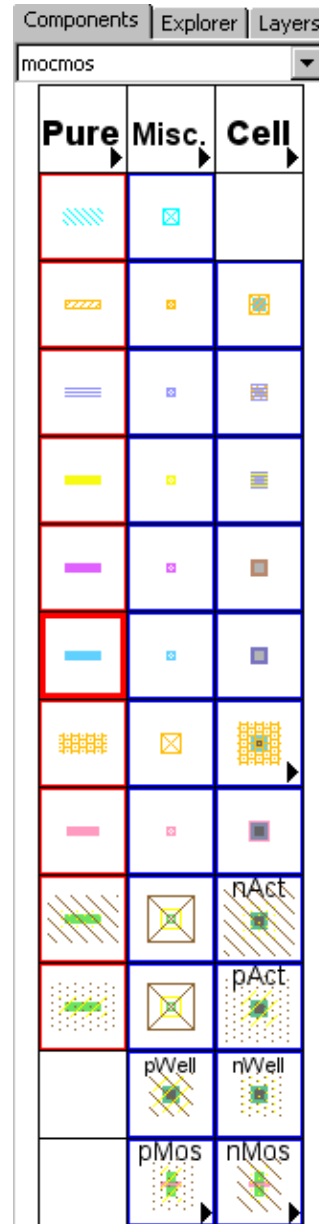 Components Explorer Layers
mocmos
Pure Misc. Cell
nAct
pAct
pWell nWell
pMos nMos